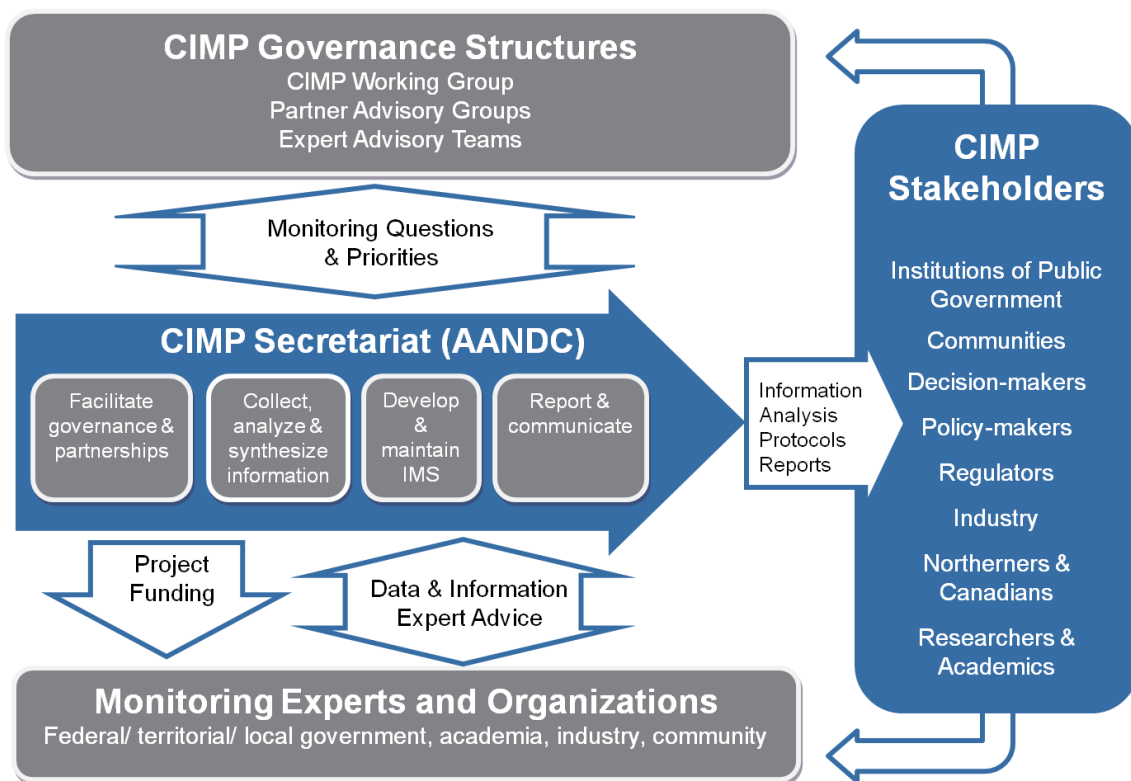 CIMP Governance Structures
CIMP Working Group
Partner Advisory Groups
Expert Advisory Teams
Monitoring Questions
& Priorities
CIMP Secretariat (AANDC)
Facilitate
governance &
partnerships
Collect,
analyze &
synthesize
information
Develop
&
maintain
IMS
Report &
communicate
Information
Analysis
Protocols
Reports
Project
Funding
Data & Information
Expert Advice
Monitoring Experts and Organizations
Federal/ territorial/ local government, academia, industry, community
CIMP
Stakeholders
Institutions of Public
Government
Communities
Decision-makers
Policy-makers
Regulators
Industry
Northerners &
Canadians
Researchers &
Academics